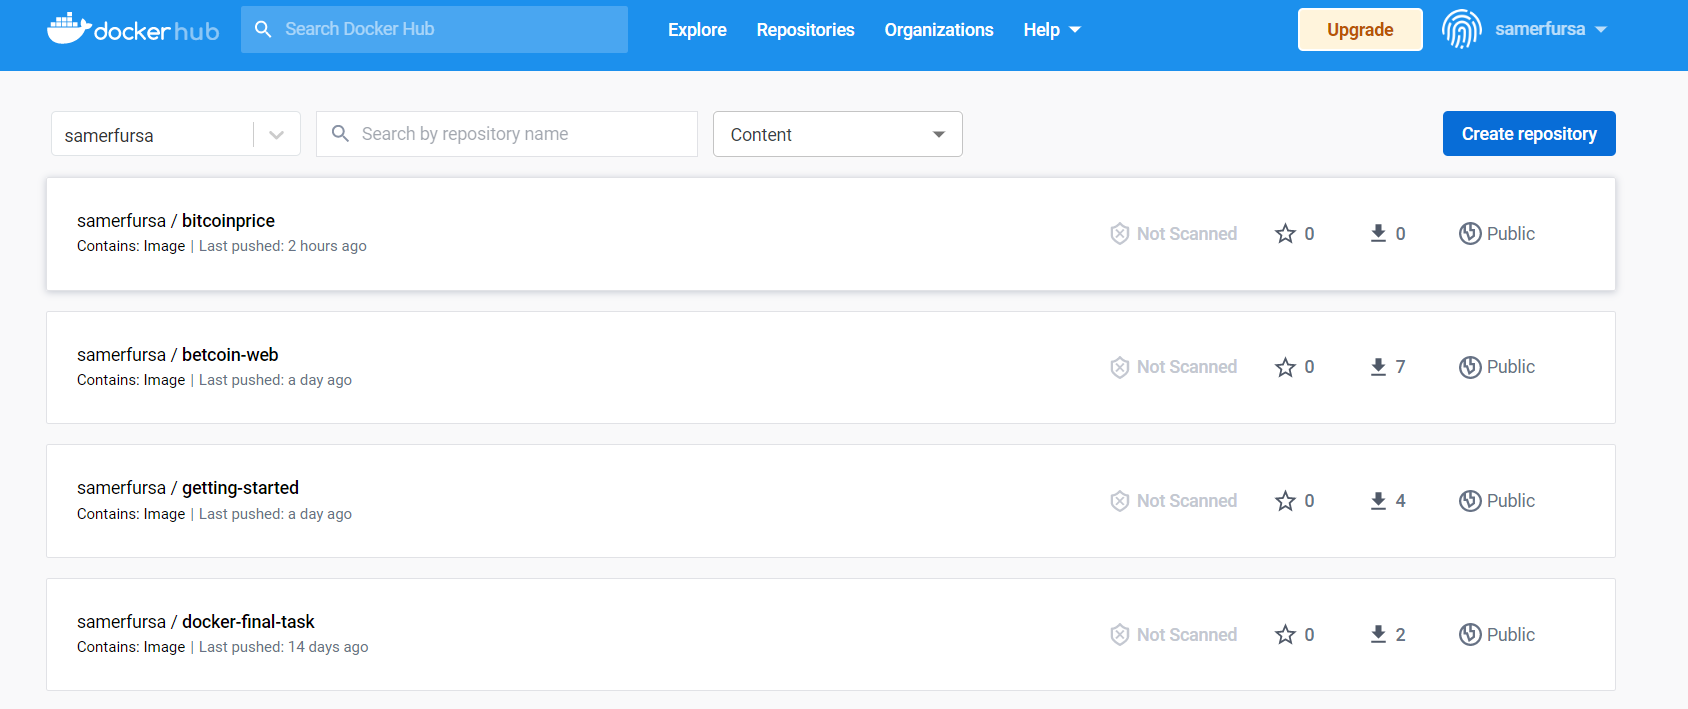 docker hub Search Docker Hub Explore Repositories Organizations Help Upgrade samerfursa
samerfursa Search by repository name Content Create repository
samerfursa / bitcoinprice
Contains: Image | Last pushed: 2 hours ago
Not Scanned 0 0 Public
samerfursa / betcoin-web
Contains: Image | Last pushed: a day ago
Not Scanned 0 7 Public
samerfursa / getting-started
Contains: Image | Last pushed: a day ago
Not Scanned 0 4 Public
samerfursa / docker-final-task
Contains: Image | Last pushed: 14 days ago
Not Scanned 0 2 Public